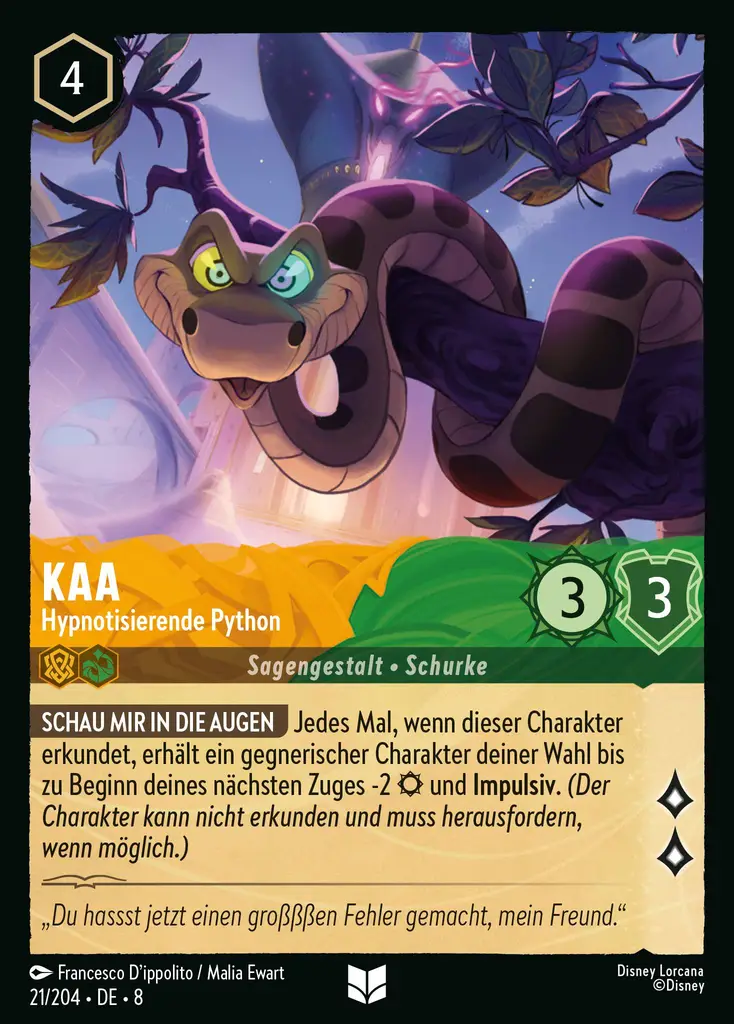 4
KAA
Hypnotisierende Python
3
3
Sagengestalt • Schurke
SCHAU MIR IN DIE AUGEN Jedes Mal, wenn dieser Charakter
erkundet, erhält ein gegnerischer Charakter deiner Wahl bis
zu Beginn deines nächsten Zuges -2 und Impulsiv. (Der
Charakter kann nicht erkunden und muss herausfordern,
wenn möglich.)
„Du hassst jetzt einen großßßen Fehler gemacht, mein Freund.“
Francesco D'ippolito / Malia Ewart
21/204 • DE • 8
Disney Lorcana
©Disney